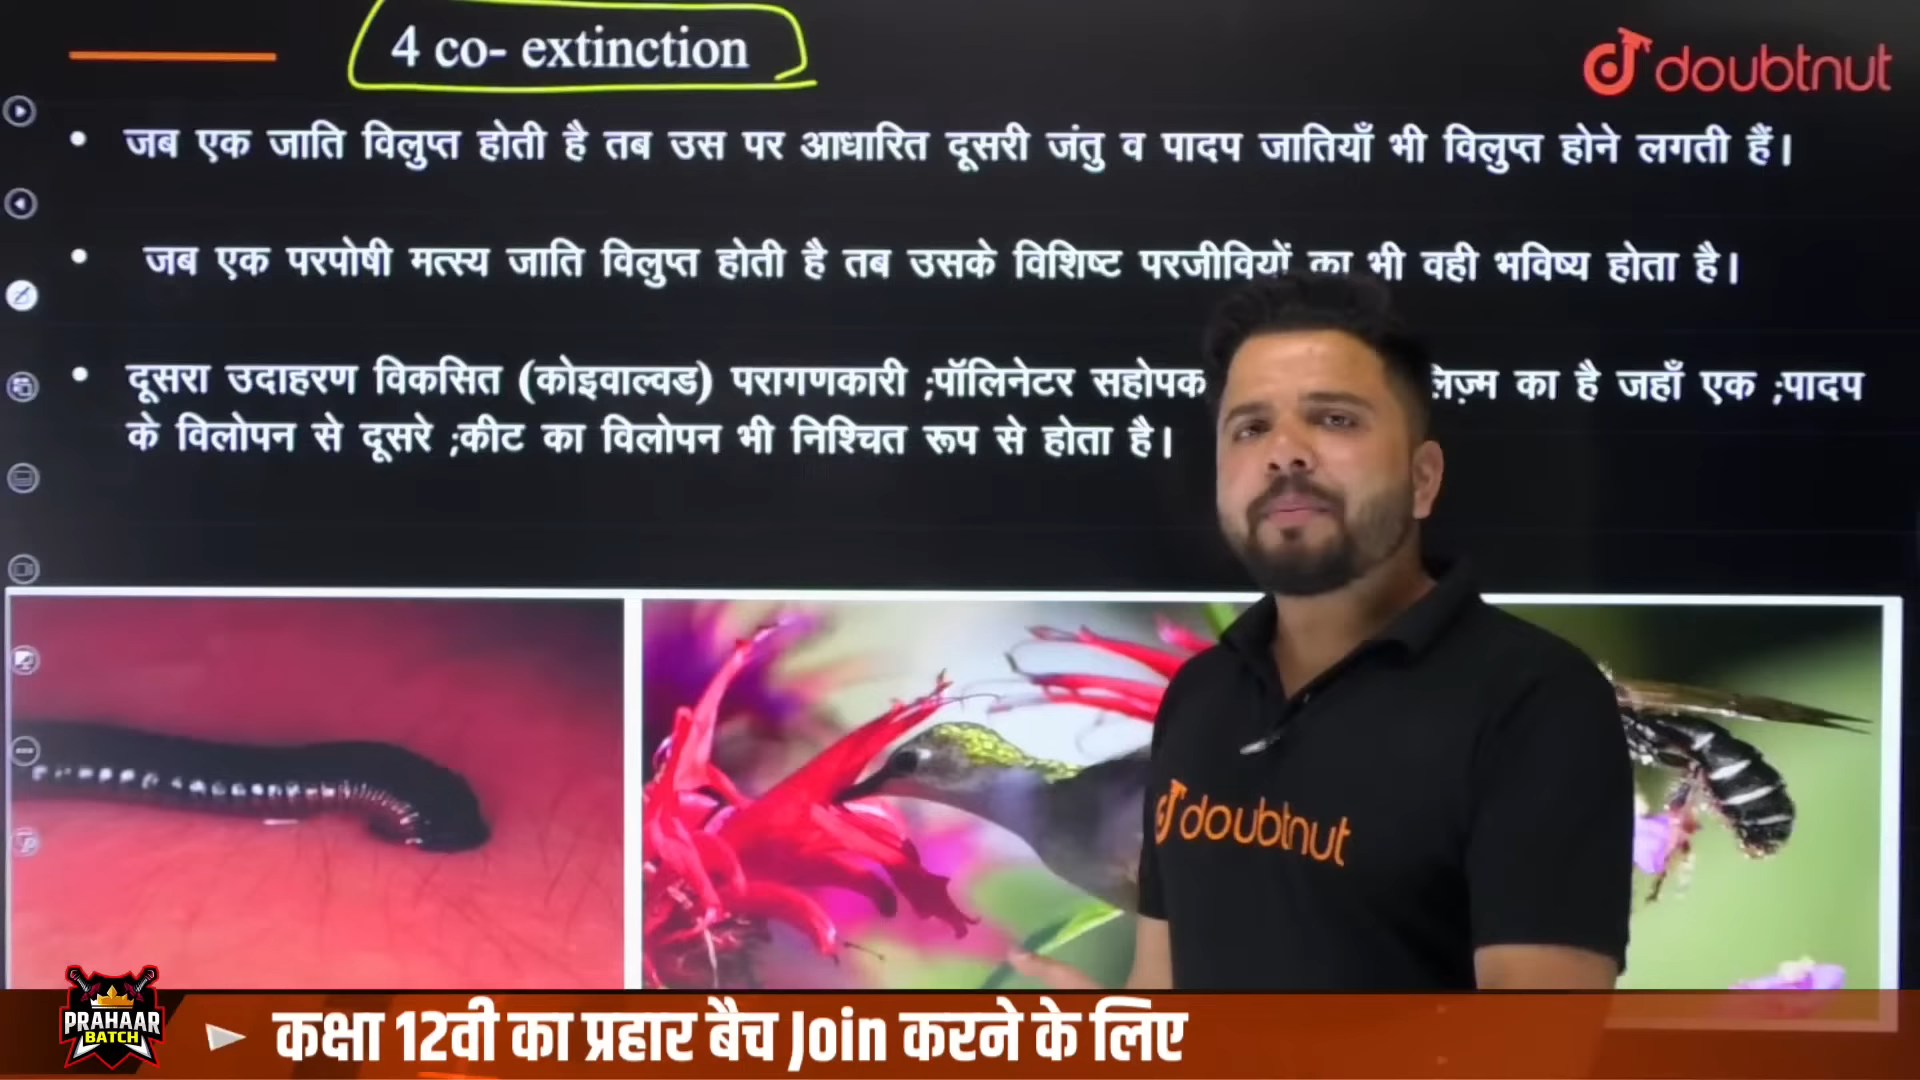 4 co- extinction
doubtnut
• जब एक जाति विलुप्त होती है तब उस पर आधारित दूसरी जंतु व पादप जातियाँ भी विलुप्त होने लगती हैं।
• जब एक परपोषी मत्स्य जाति विलुप्त होती है तब उसके विशिष्ट परजीवियों का भी वही भविष्य होता है।
• दूसरा उदाहरण विकसित (कोइवाल्वड) परागणकारी ;पॉलिनेटर सहोपक लिज़्म का है जहाँ एक ;पादप
के विलोपन से दूसरे ;कीट का विलोपन भी निश्चित रूप से होता है।
doubtnut
PRAHAAR
BATCH
कक्षा 12वी का प्रहार बैच Join करने के लिए